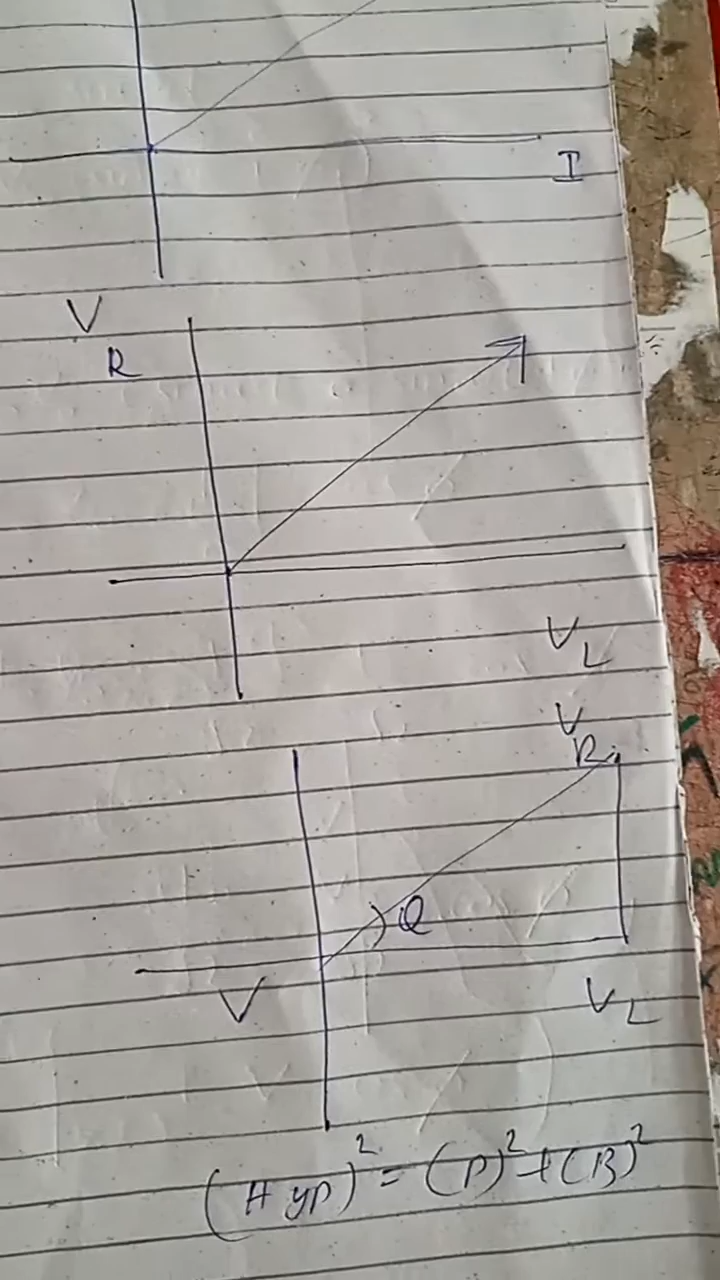 I
V
R
V
L
V
R
Q
V
V
L
(Hyp)² = (P)² + (B)²